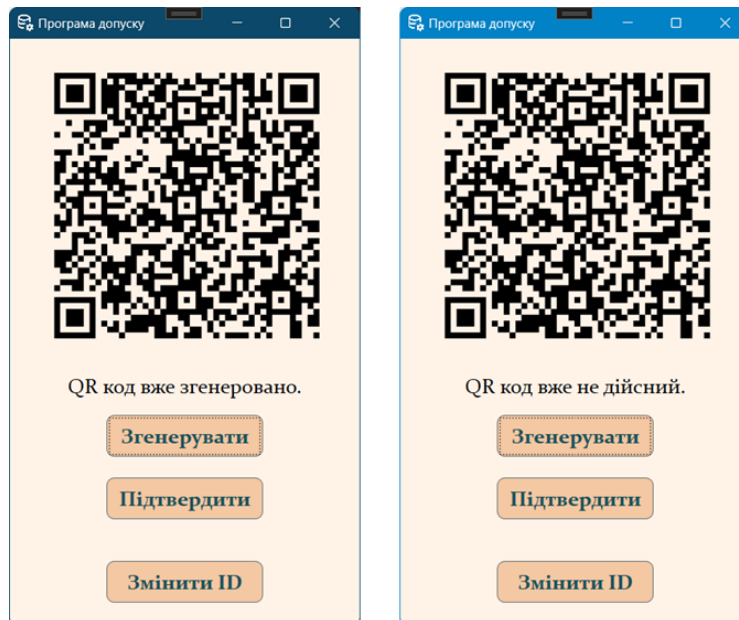 Програма допуску
QR код вже згенеровано.
Згенерувати
Підтвердити
Змінити ID
Програма допуску
QR код вже не дійсний.
Згенерувати
Підтвердити
Змінити ID